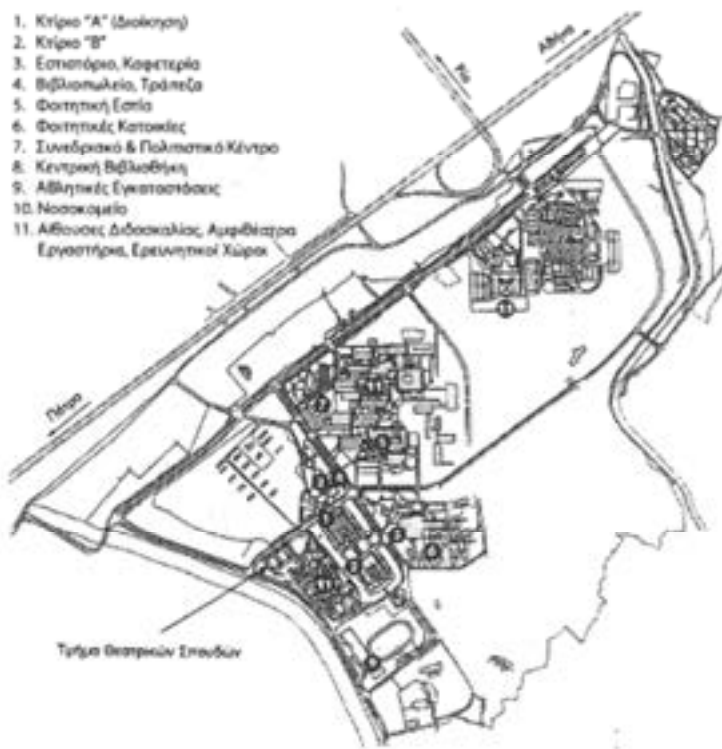 1. Κτίριο "Α" (Διοίκηση)
2. Κτίριο "Β"
3. Εστιατόριο, Καφετερία
4. Βιβλιοπωλείο, Τράπεζα
5. Φοιτητική Εστία
6. Φοιτητικές Κατοικίες
7. Συνεδριακό & Πολιτιστικό Κέντρο
8. Κεντρική Βιβλιοθήκη
9. Αθλητικές Εγκαταστάσεις
10. Νοσοκομείο
11. Αίθουσες Διδασκαλίας, Αμφιθέατρα
Εργαστήρια, Ερευνητικοί Χώροι
Αθήνα
Ρίο
Πάτρα
Τμήμα Θεατρικών Σπουδών